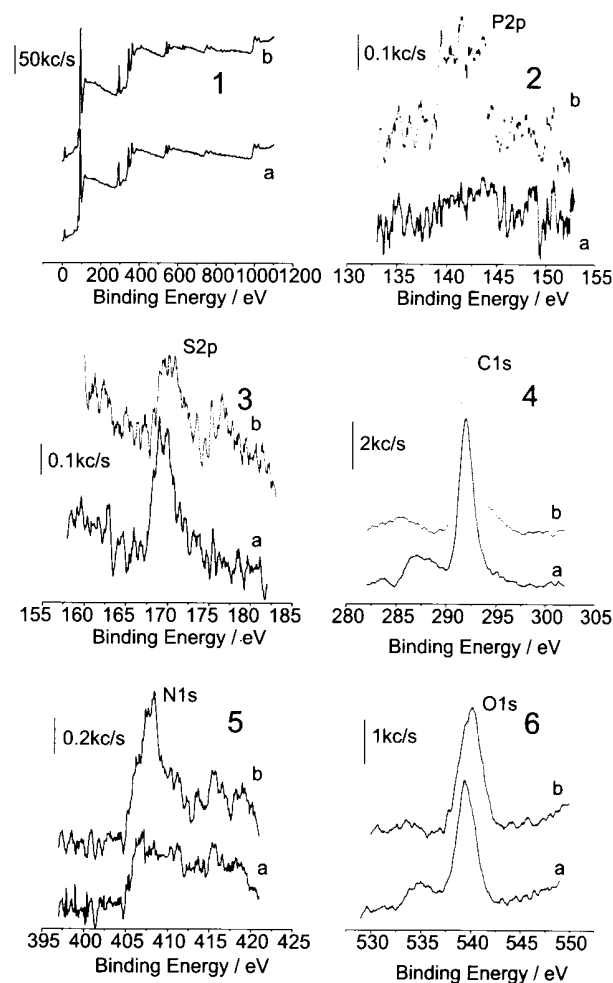 50kc/s
b
1
a
0 200 400 600 800 1000 1200
Binding Energy / eV
P2p
0.1kc/s
2
b
a
130 135 140 145 150 155
Binding Energy / eV
S2p
3
b
0.1kc/s
a
155 160 165 170 175 180 185
Binding Energy / eV
C1s
4
2kc/s
b
a
280 285 290 295 300 305
Binding Energy / eV
N1s
5
0.2kc/s
b
a
395 400 405 410 415 420 425
Binding Energy / eV
O1s
6
1kc/s
b
a
530 535 540 545 550
Binding Energy / eV